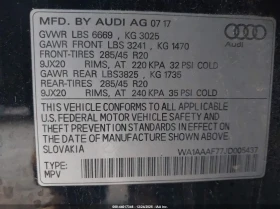 MFD BY AUDI AG 07 17
GVWR LBS 6669 , KG 3025
GAWR FRONT LBS 3241 , KG 1470
FRONT-TIRES 285/45 R20
9JX20 RIMS, AT 220 KPA 32 PSI COLD
GAWR REAR LBS3825 , KG 1735
REAR-TIRES 285/45 R20
9JX20 RIMS, AT 240 KPA 35 PSI COLD
THIS VEHICLE CONFORMS TO ALL APPLICABLE
U.S.FEDERAL MOTOR VEHICLE SAFETY STANDARDS
IN EFFECT ON THE DATE OF MANUFACTURE
SHOWN ABOVE.
SLOVAKIA
TYPE:
MPV
Audi